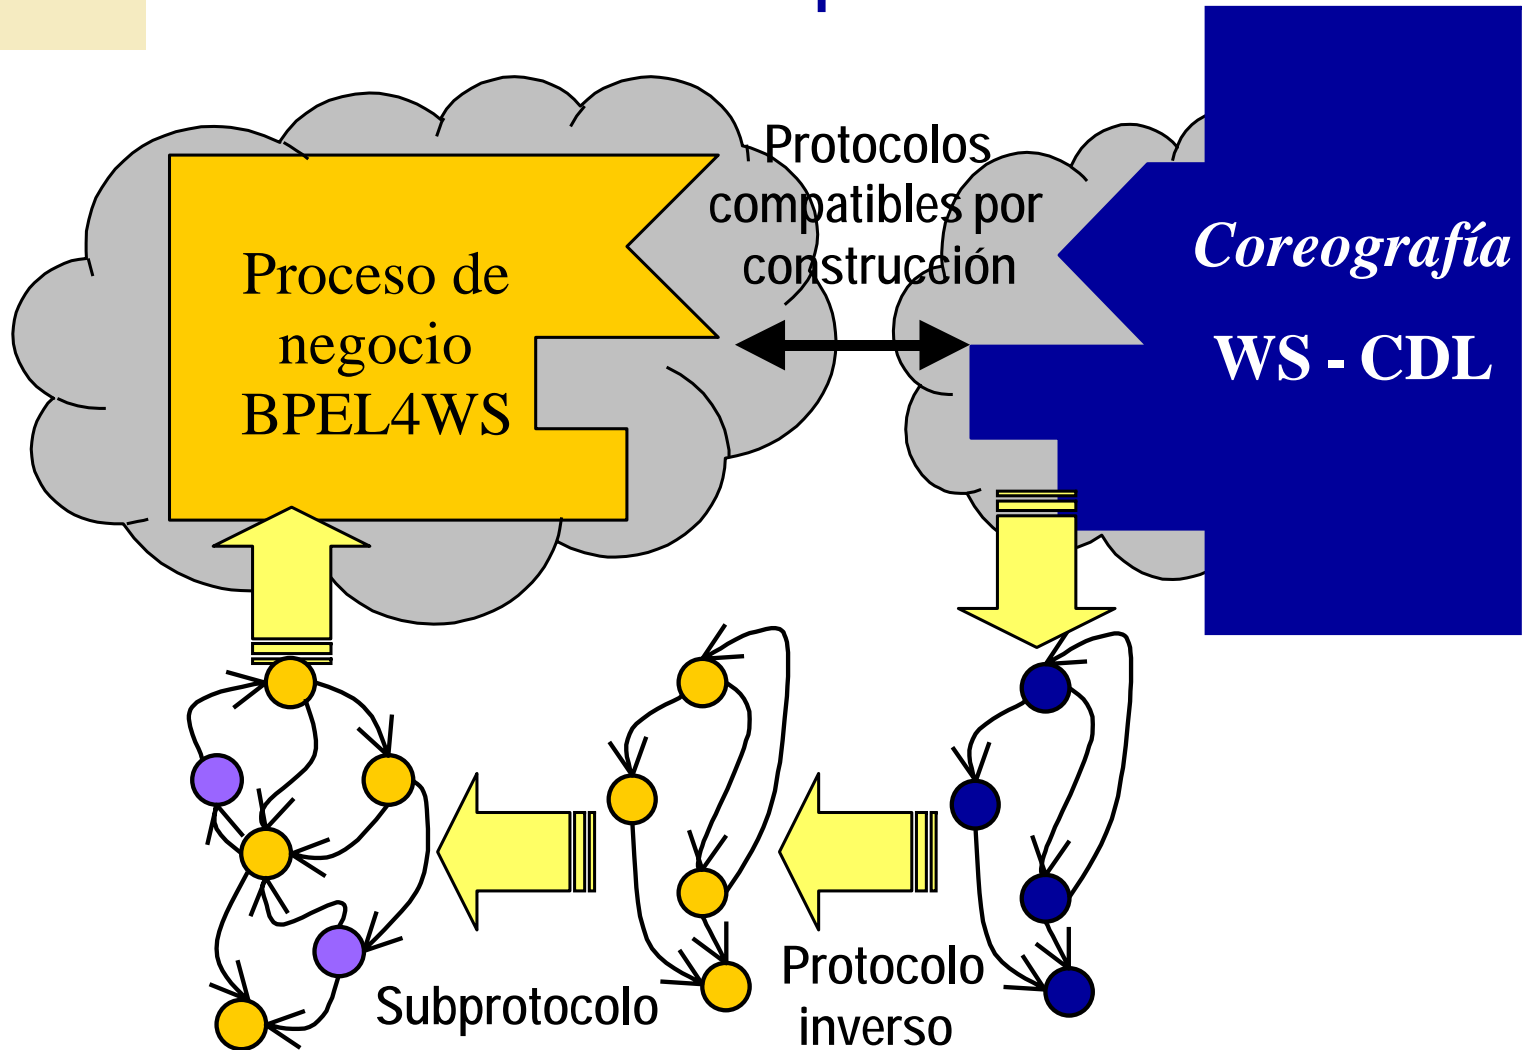 Protocolos
compatibles por
construcción
Proceso de
negocio
BPEL4WS
Coreografía
WS - CDL
Subprotocolo
Protocolo
inverso